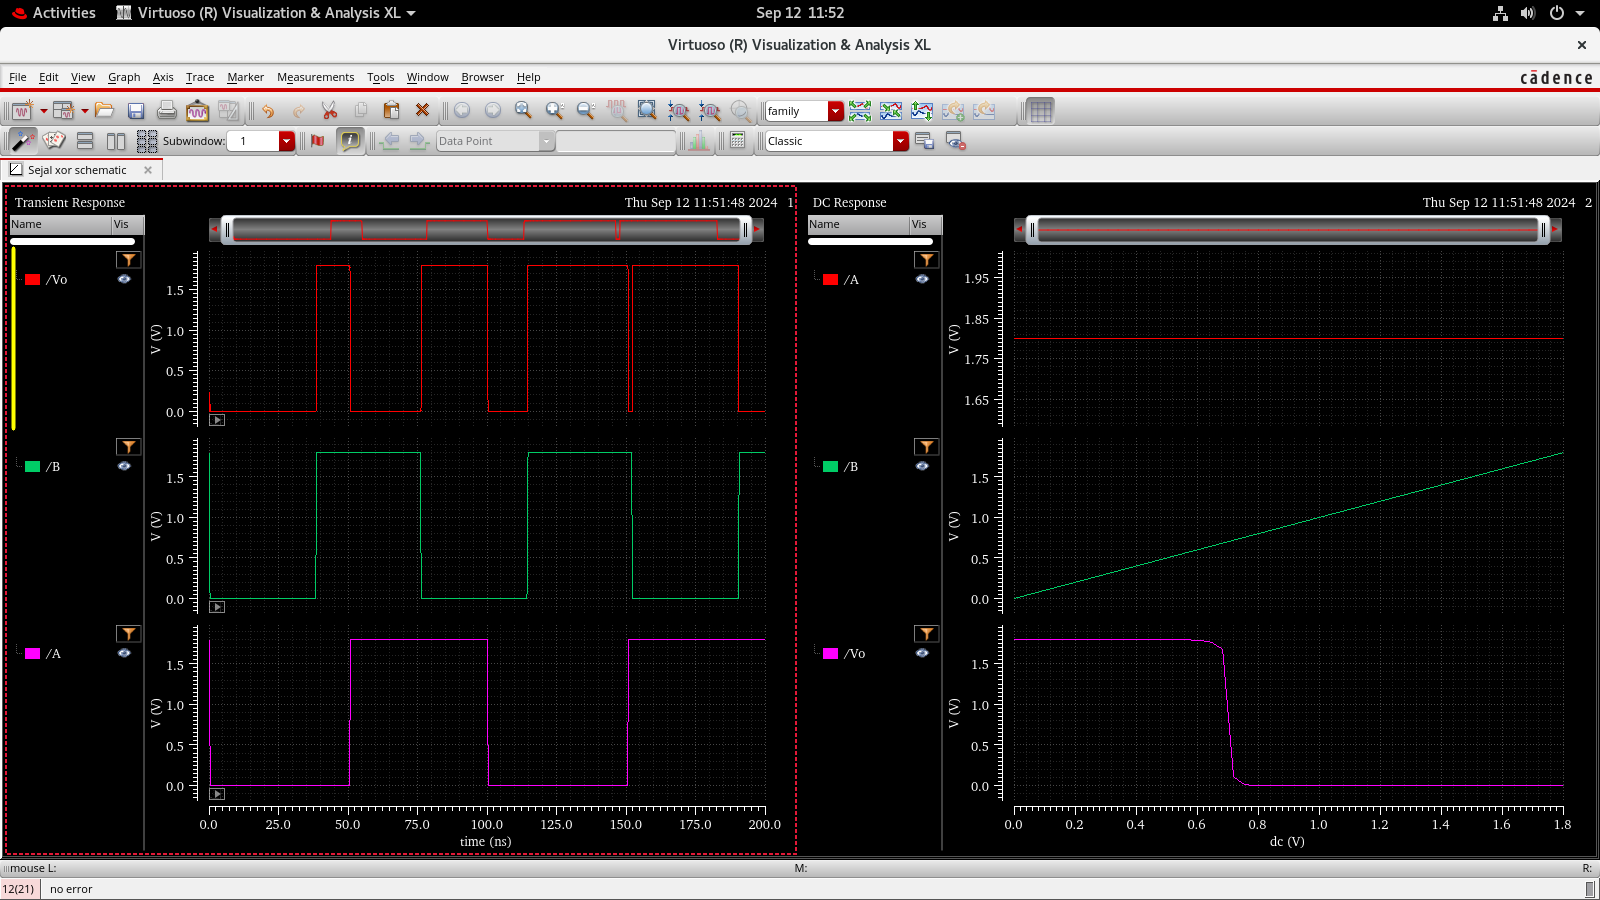 Activities Virtuoso (R) Visualization & Analysis XL Sep 12 11:52
Virtuoso (R) Visualization & Analysis XL
File Edit View Graph Axis Trace Marker Measurements Tools Window Browser Help cādence
family
Subwindow: 1 Data Point Classic
Sejal xor schematic
Transient Response Thu Sep 12 11:51:48 2024 1
Name Vis
/Vo
V (V)
1.5
1.0
0.5
0.0
/B
V (V)
1.5
1.0
0.5
0.0
/A
V (V)
1.5
1.0
0.5
0.0
0.0 25.0 50.0 75.0 100.0 125.0 150.0 175.0 200.0
time (ns)
DC Response Thu Sep 12 11:51:48 2024 2
Name Vis
/A
V (V)
1.95
1.85
1.75
1.65
/B
V (V)
1.5
1.0
0.5
0.0
/Vo
V (V)
1.5
1.0
0.5
0.0
0.0 0.2 0.4 0.6 0.8 1.0 1.2 1.4 1.6 1.8
dc (V)
mouse L: M: R:
12(21) no error